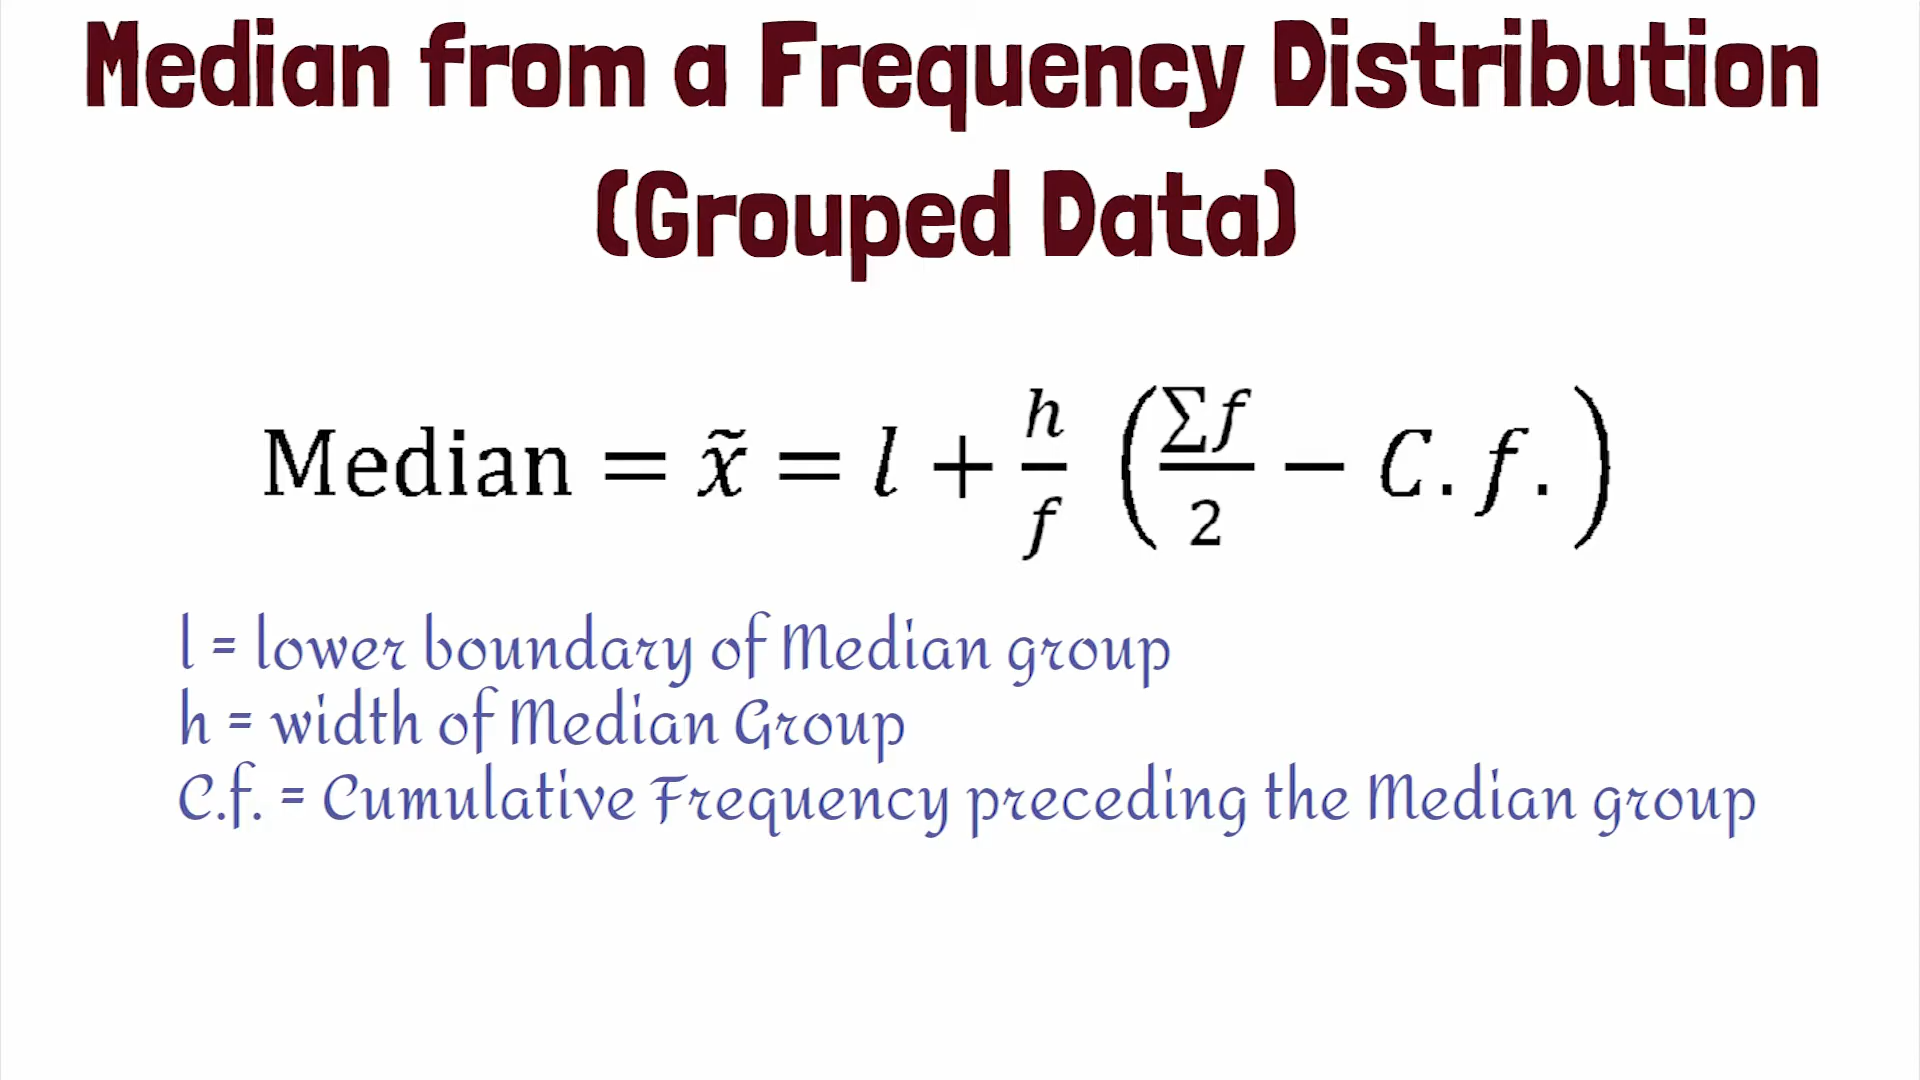 Median from a Frequency Distribution
(Grouped Data)
Median = x̃ = l + h/f (∑f/2 − C.f.)
l = lower boundary of Median group
h = width of Median Group
C.f. = Cumulative Frequency preceding the Median group